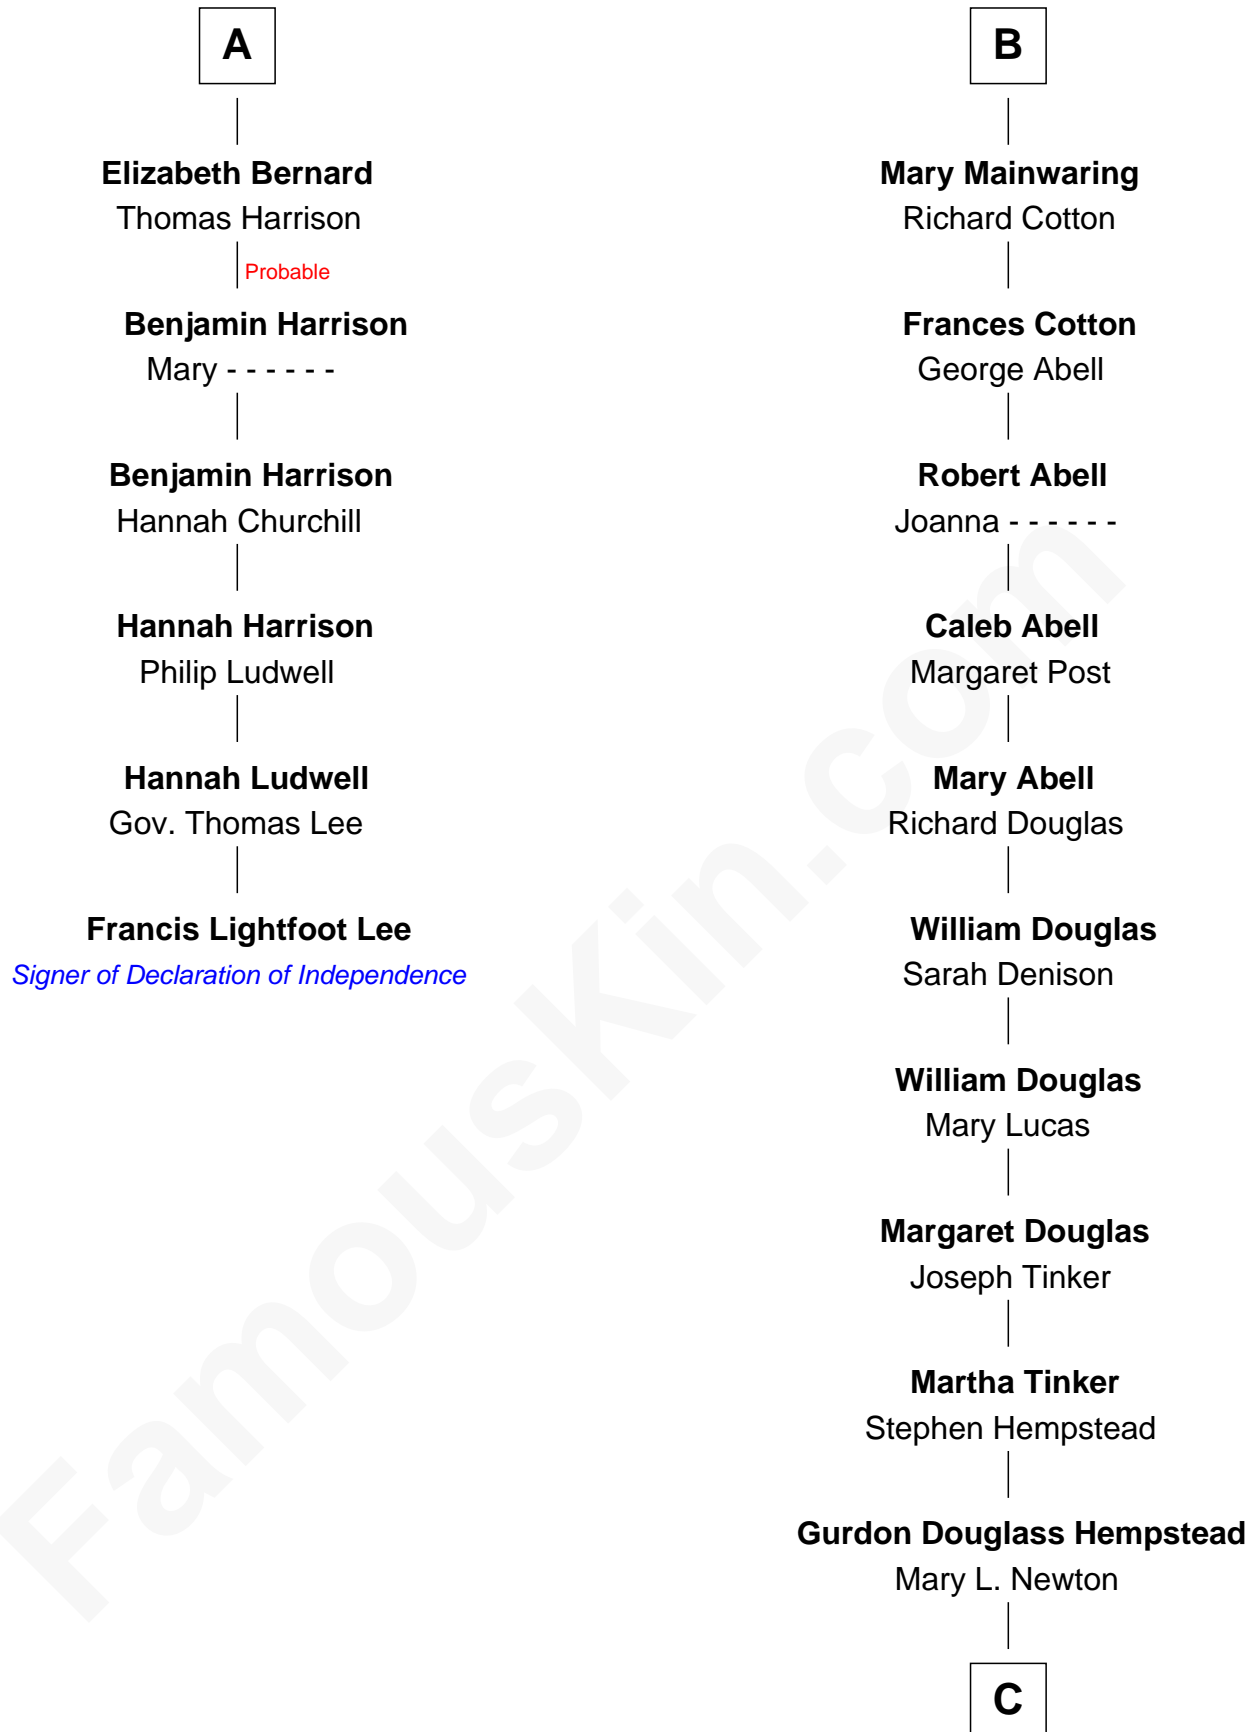 A
Elizabeth Bernard
Thomas Harrison
Probable
Benjamin Harrison
Mary - - - - - -
Benjamin Harrison
Hannah Churchill
Hannah Harrison
Philip Ludwell
Hannah Ludwell
Gov. Thomas Lee
Francis Lightfoot Lee
Signer of Declaration of Independence
B
Mary Mainwaring
Richard Cotton
Frances Cotton
George Abell
Robert Abell
Joanna - - - - - -
Caleb Abell
Margaret Post
Mary Abell
Richard Douglas
William Douglas
Sarah Denison
William Douglas
Mary Lucas
Margaret Douglas
Joseph Tinker
Martha Tinker
Stephen Hempstead
Gurdon Douglass Hempstead
Mary L. Newton
C
FamousKin.com